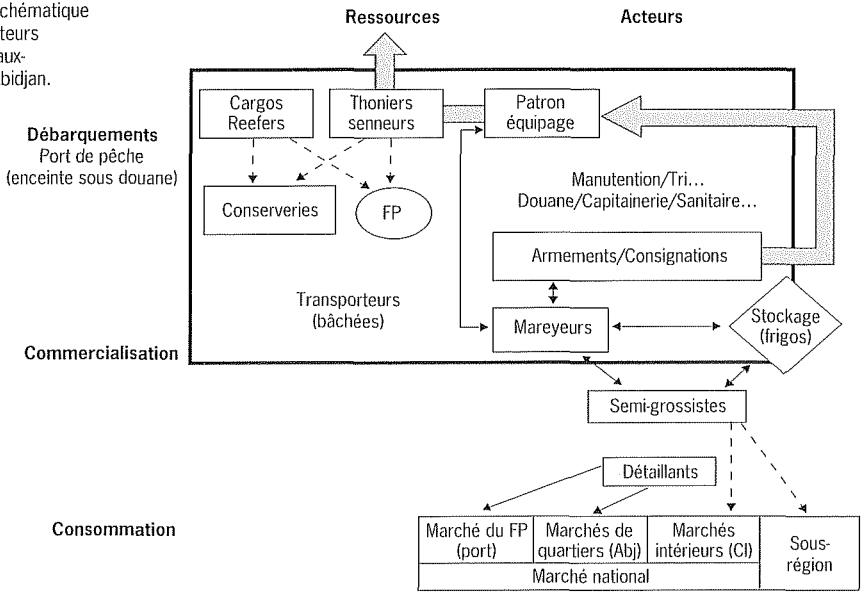 chématique
teurs
aux-
bidjan.
Ressources
Acteurs
Cargos
Reefers
Thoniers
senneurs
Patron
équipage
Débarquements
Port de pêche
(enceinte sous douane)
Conserveries
FP
Manutention/Tri...
Douane/Capitainerie/Sanitaire...
Armements/Consignations
Transporteurs
(bâchées)
Mareyeurs
Stockage
(frigos)
Commercialisation
Semi-grossistes
Détaillants
Consommation
Marché du FP
(port)
Marchés de
quartiers (Abj)
Marchés
intérieurs (CI)
Sous-
région
Marché national